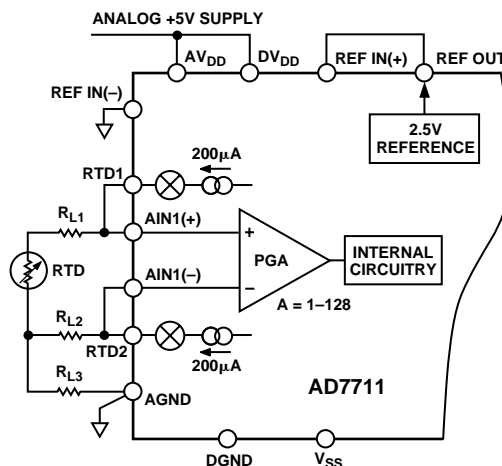 ANALOG +5V SUPPLY
AVDD
DVDD
REF IN(+)
REF OUT
REF IN(–)
2.5V
REFERENCE
RTD1
200µA
RL1
AIN1(+)
+
PGA
INTERNAL
CIRCUITRY
RTD
AIN1(–)
–
A = 1–128
RL2
RTD2
200µA
RL3
AGND
AD7711
DGND
VSS